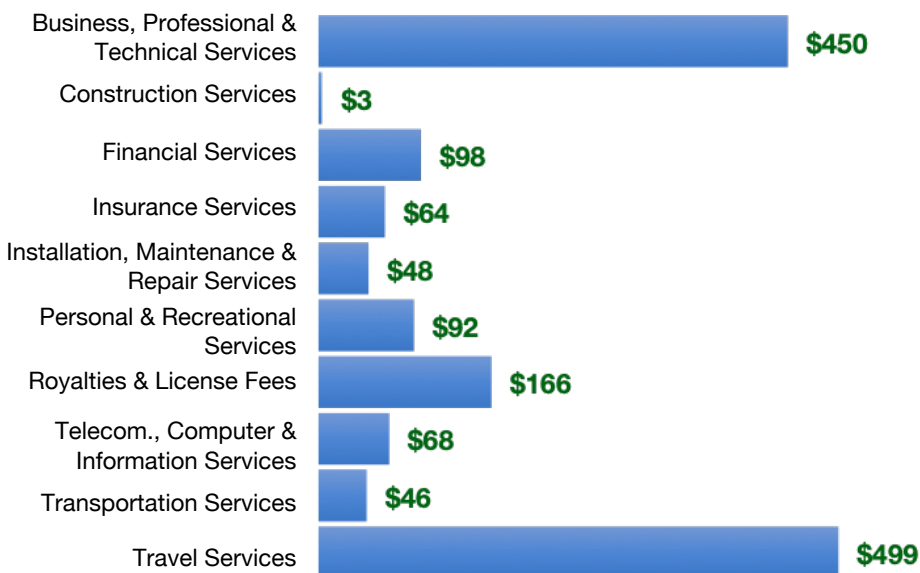 Business, Professional &
Technical Services
$450
Construction Services
$3
Financial Services
$98
Insurance Services
$64
Installation, Maintenance &
Repair Services
$48
Personal & Recreational
Services
$92
Royalties & License Fees
$166
Telecom., Computer &
Information Services
$68
Transportation Services
$46
Travel Services
$499